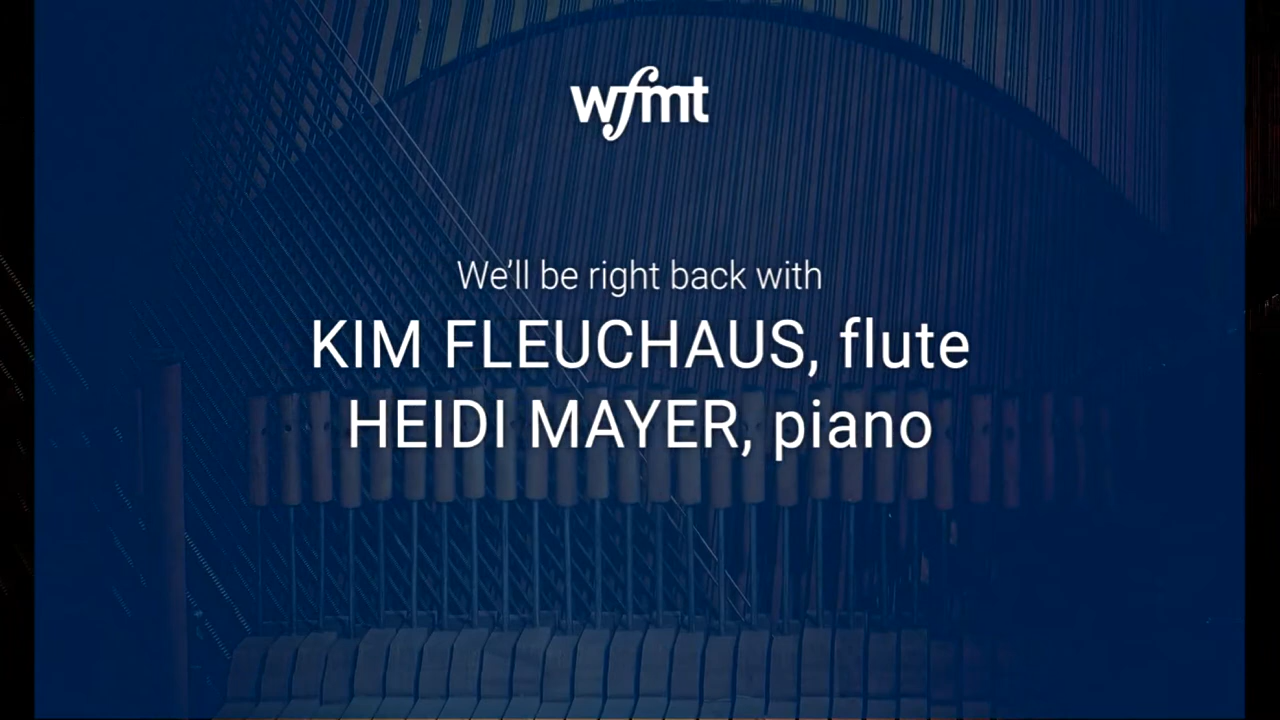 wfmt
We'll be right back with
KIM FLEUCHAUS, flute
HEIDI MAYER, piano